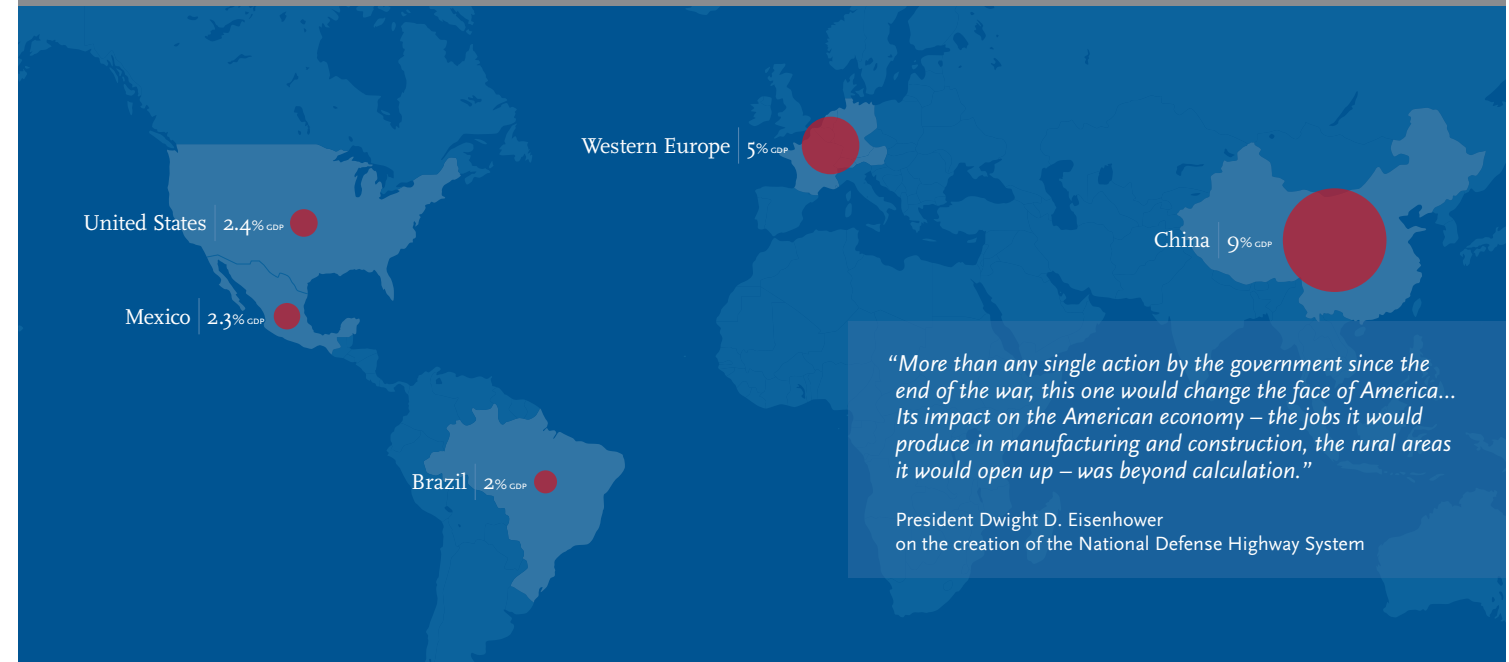 Western Europe 5% GDP
United States 2.4% GDP
China 9% GDP
Mexico 2.3% GDP
Brazil 2% GDP
“More than any single action by the government since the
end of the war, this one would change the face of America...
Its impact on the American economy – the jobs it would
produce in manufacturing and construction, the rural areas
it would open up – was beyond calculation.”
President Dwight D. Eisenhower
on the creation of the National Defense Highway System